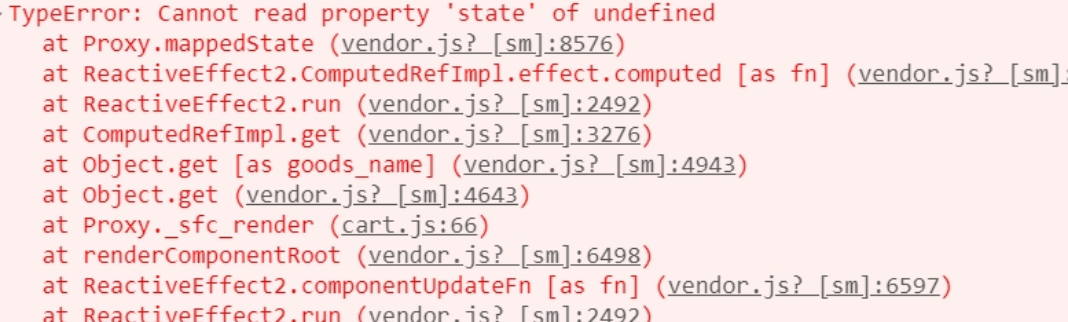 TypeError: Cannot read property 'state' of undefined
at Proxy.mappedState (vendor.js? [sm]:8576)
at ReactiveEffect2.ComputedRefImpl.effect.computed [as fn] (vendor.js? [sm]:
at ReactiveEffect2.run (vendor.js? [sm]:2492)
at ComputedRefImpl.get (vendor.js? [sm]:3276)
at Object.get [as goods_name] (vendor.js? [sm]:4943)
at Object.get (vendor.js? [sm]:4643)
at Proxy._sfc_render (cart.js:66)
at renderComponentRoot (vendor.js? [sm]:6498)
at ReactiveEffect2.componentUpdateFn [as fn] (vendor.js? [sm]:6597)
at ReactiveEffect2.run (vendor.js? [sm]:2492)